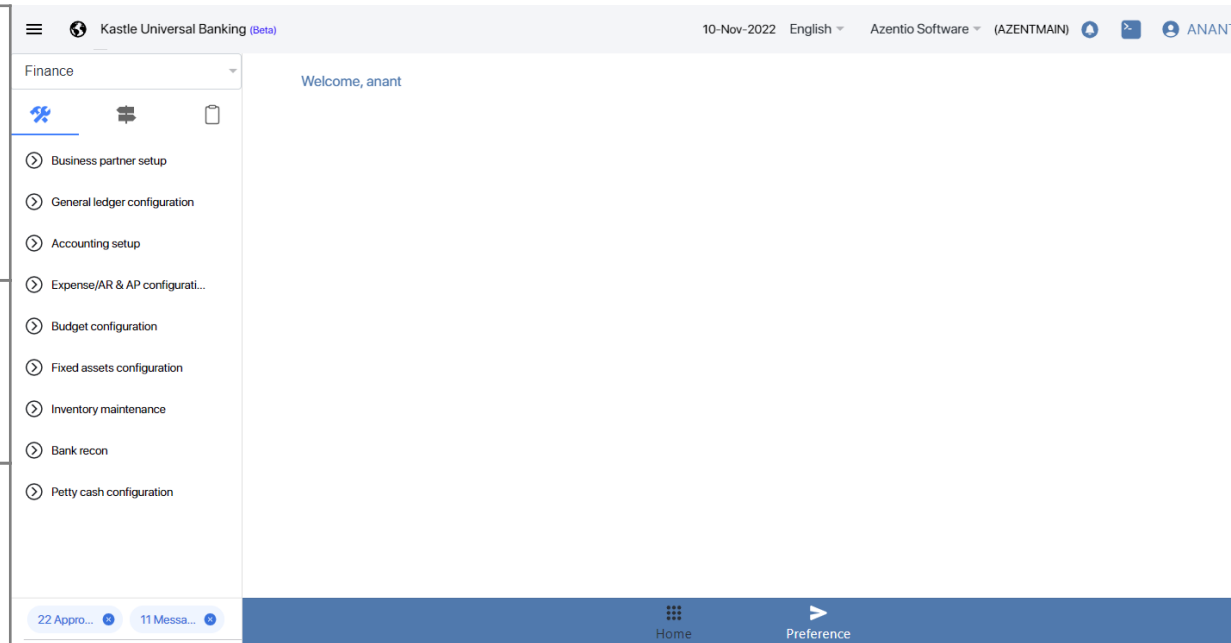 Kastle Universal Banking (Beta)
10-Nov-2022 English Azentio Software (AZENTMAIN) ANANT
Finance
Welcome, anant
Business partner setup
General ledger configuration
Accounting setup
Expense/AR & AP configurati...
Budget configuration
Fixed assets configuration
Inventory maintenance
Bank recon
Petty cash configuration
22 Appro... 11 Messa...
Home Preference